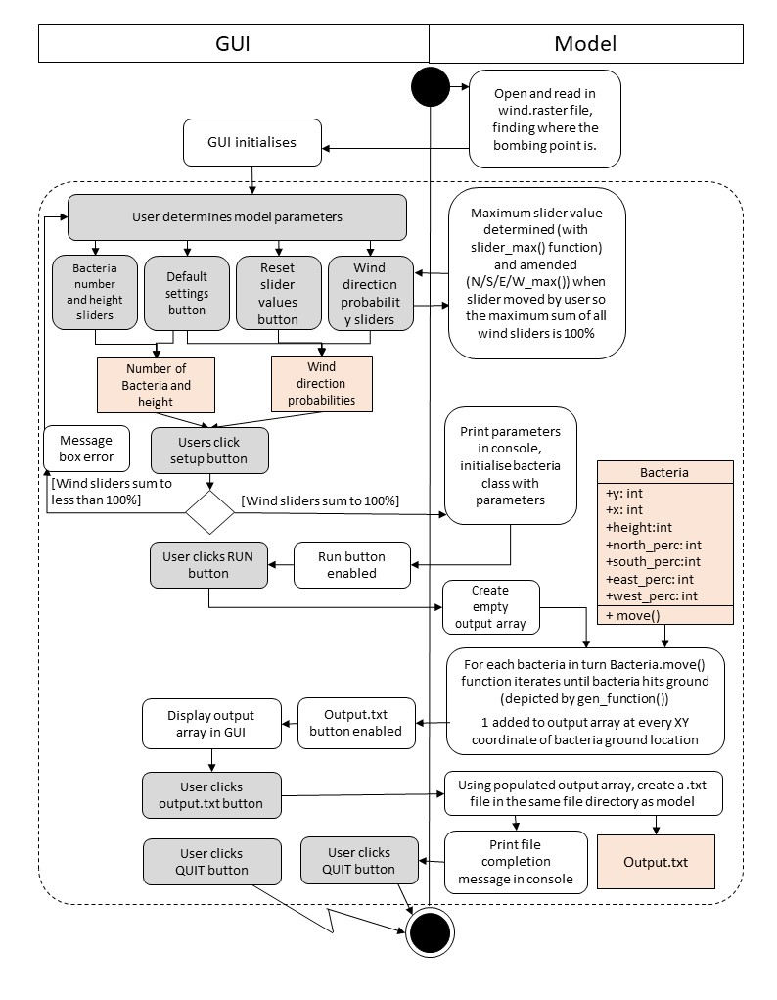 GUI
Model
Open and read in
wind.raster file,
finding where the
bombing point is.
GUI initialises
User determines model parameters
Bacteria
number
and height
sliders
Default
settings
button
Reset
slider
values
button
Wind
direction
probabilit
y sliders
Maximum slider value
determined (with
slider_max() function)
and amended
(N/S/E/W_max()) when
slider moved by user so
the maximum sum of all
wind sliders is 100%
Number of
Bacteria and
height
Wind
direction
probabilities
Message
box error
Users click
setup button
[Wind sliders sum to
less than 100%]
[Wind sliders sum to 100%]
Print parameters
in console,
initialise bacteria
class with
parameters
Bacteria
+y: int
+x: int
+height:int
+north_perc: int
+south_perc:int
+east_perc: int
+west_perc: int
+ move()
User clicks RUN
button
Run button
enabled
Create
empty
output array
For each bacteria in turn Bacteria.move()
function iterates until bacteria hits ground
(depicted by gen_function())
1 added to output array at every XY
coordinate of bacteria ground location
Display output
array in GUI
Output.txt
button enabled
User clicks
output.txt button
Using populated output array, create a .txt
file in the same file directory as model
User clicks
QUIT button
User clicks
QUIT button
Print file
completion
message in console
Output.txt